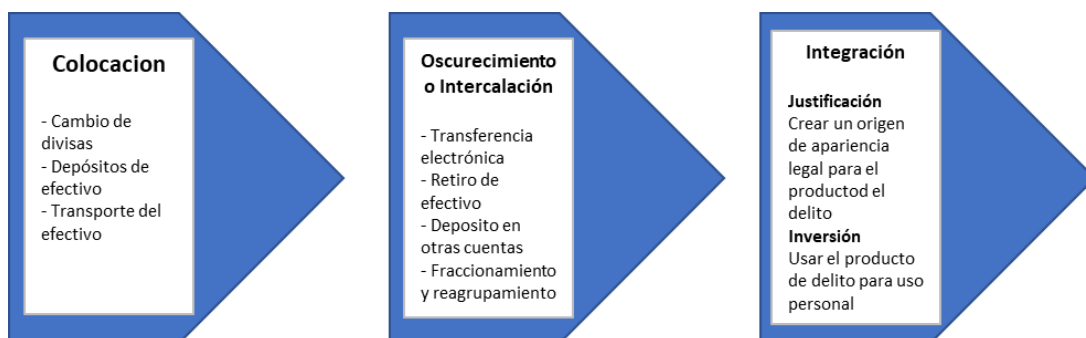 Colocacion
- Cambio de
divisas
- Depósitos de
efectivo
- Transporte del
efectivo
Oscurecimiento
o Intercalación
- Transferencia
electrónica
- Retiro de
efectivo
- Deposito en
otras cuentas
- Fraccionamiento
y reagrupamiento
Integración
Justificación
Crear un origen
de apariencia
legal para el
productod el
delito
Inversión
Usar el producto
de delito para uso
personal